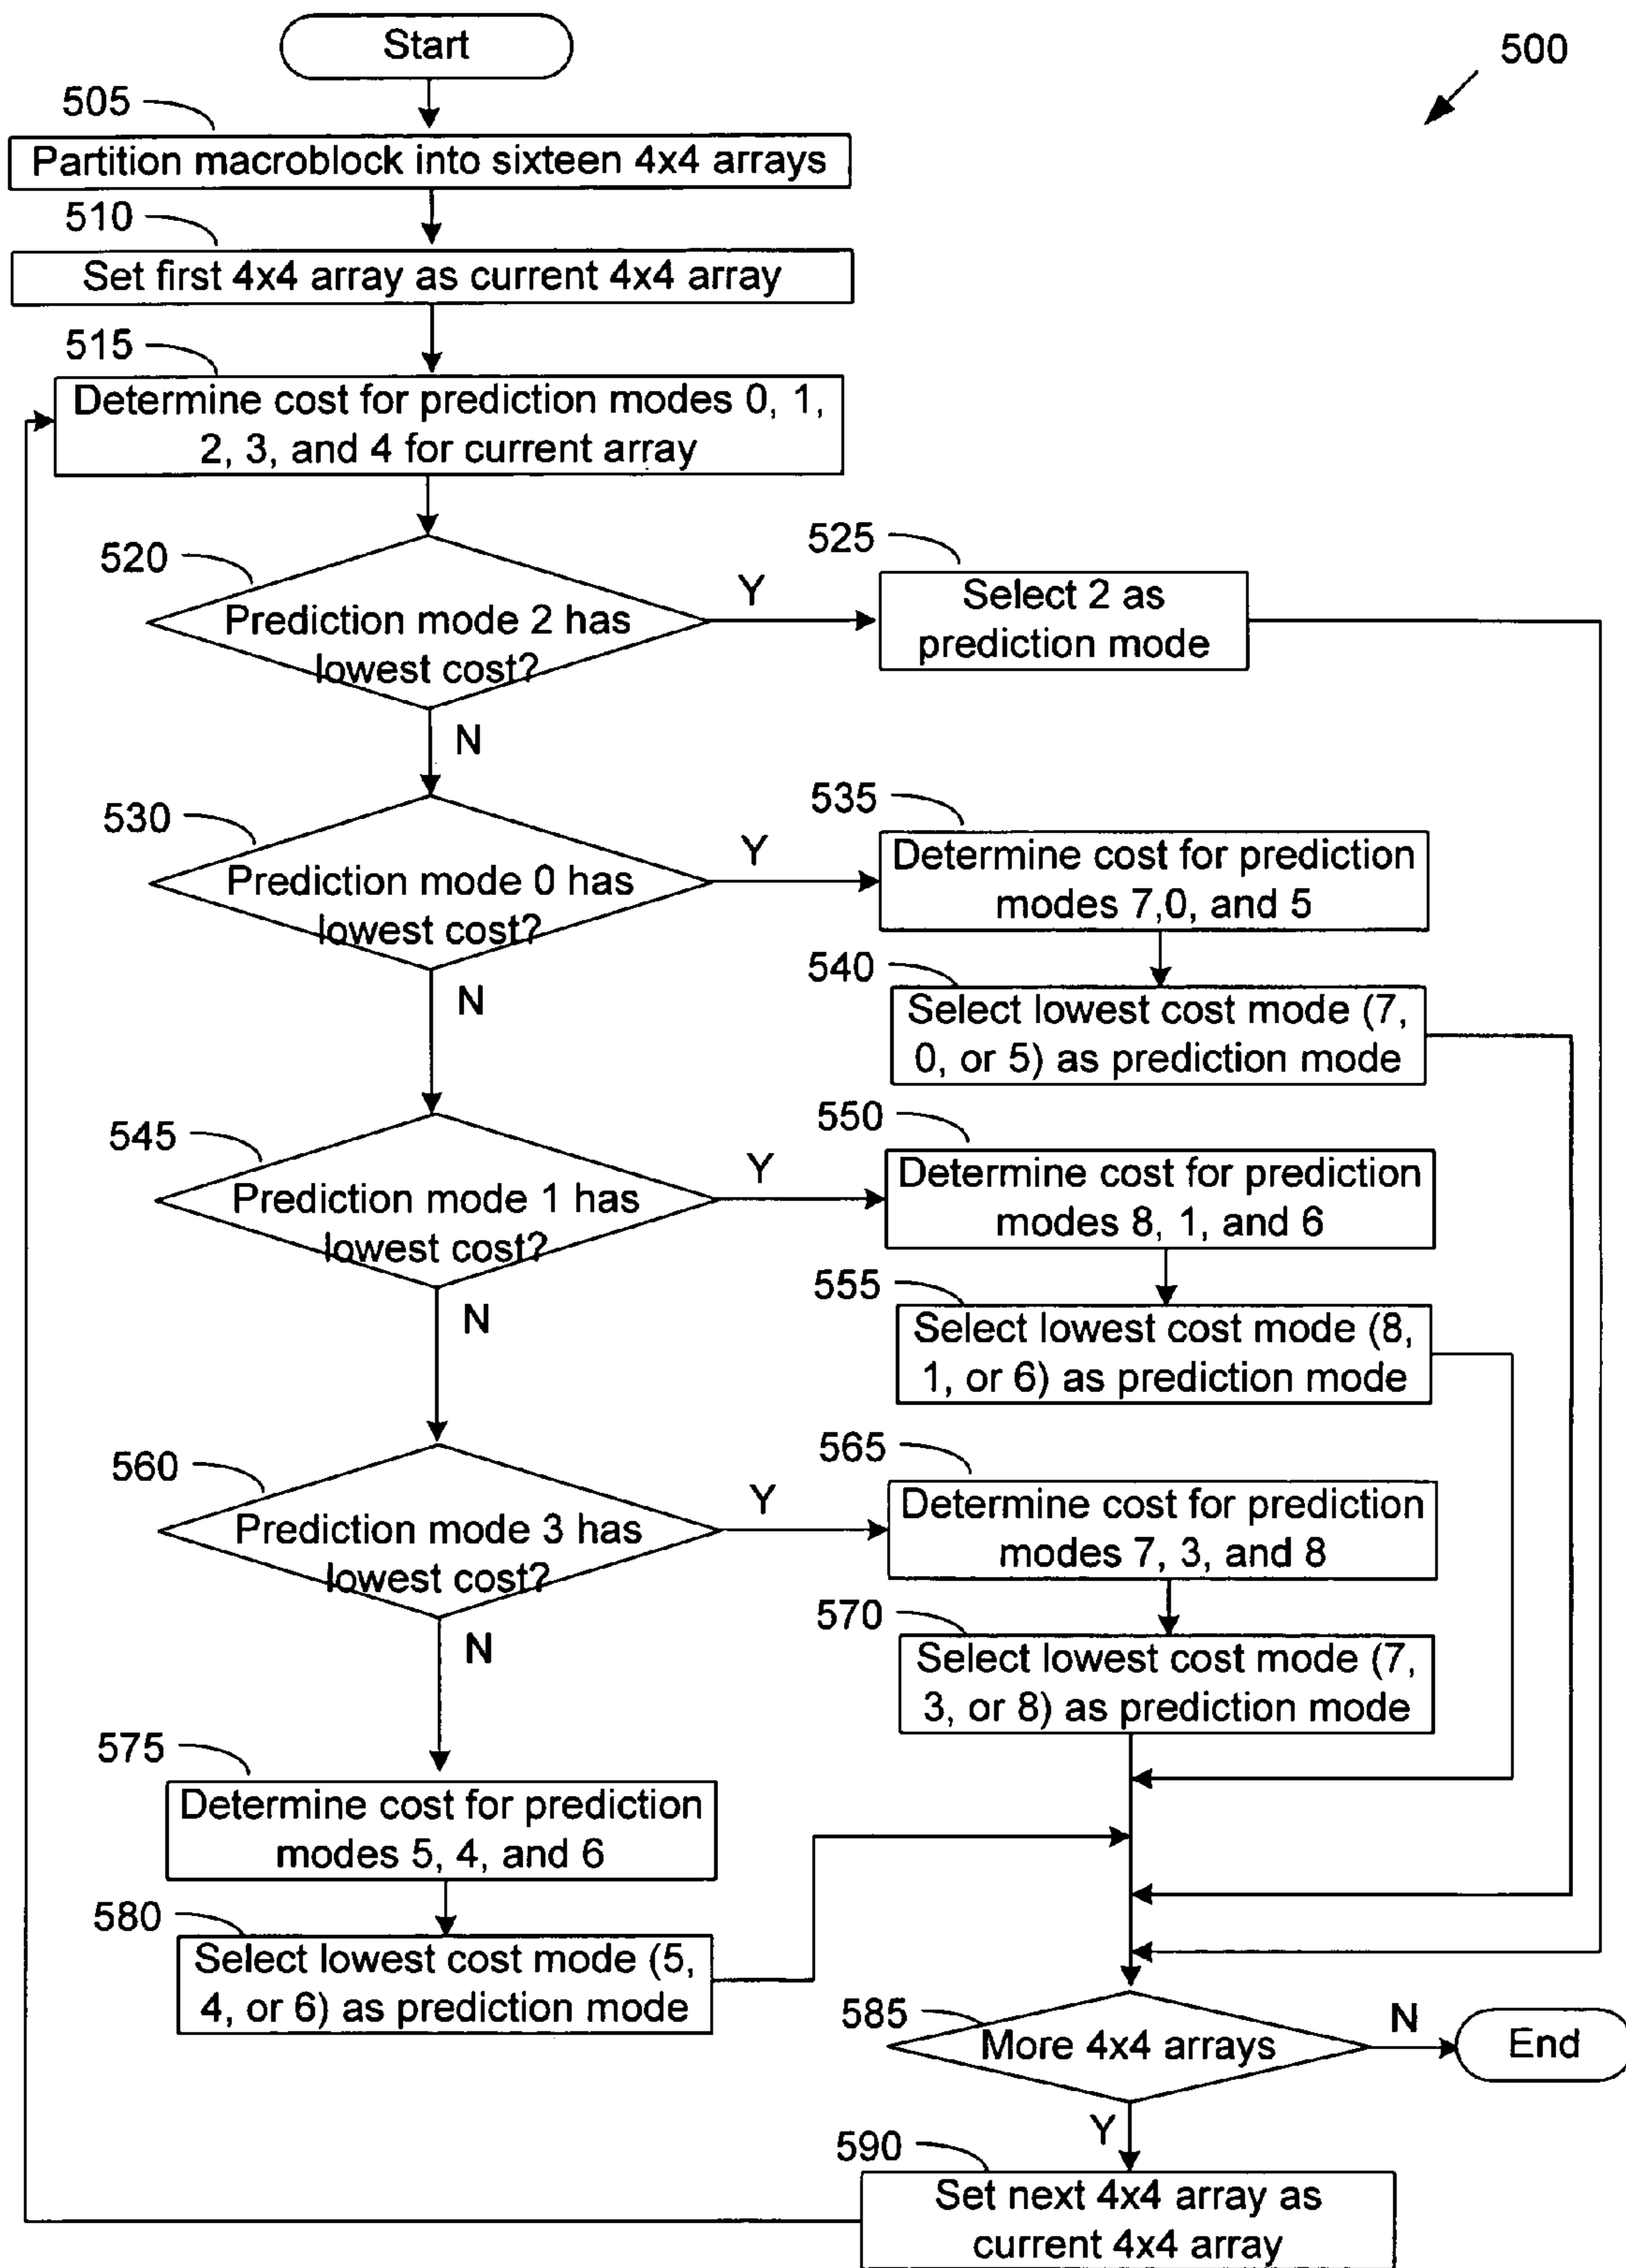 Start
500
505
Partition macroblock into sixteen 4x4 arrays
510
Set first 4x4 array as current 4x4 array
515
Determine cost for prediction modes 0, 1,
2, 3, and 4 for current array
520
Prediction mode 2 has
lowest cost?
Y
525
Select 2 as
prediction mode
N
530
Prediction mode 0 has
lowest cost?
Y
535
Determine cost for prediction
modes 7,0, and 5
540
Select lowest cost mode (7,
0, or 5) as prediction mode
N
545
Prediction mode 1 has
lowest cost?
Y
550
Determine cost for prediction
modes 8, 1, and 6
555
Select lowest cost mode (8,
1, or 6) as prediction mode
N
560
Prediction mode 3 has
lowest cost?
Y
565
Determine cost for prediction
modes 7, 3, and 8
570
Select lowest cost mode (7,
3, or 8) as prediction mode
N
575
Determine cost for prediction
modes 5, 4, and 6
580
Select lowest cost mode (5,
4, or 6) as prediction mode
585
More 4x4 arrays
N
End
Y
590
Set next 4x4 array as
current 4x4 array